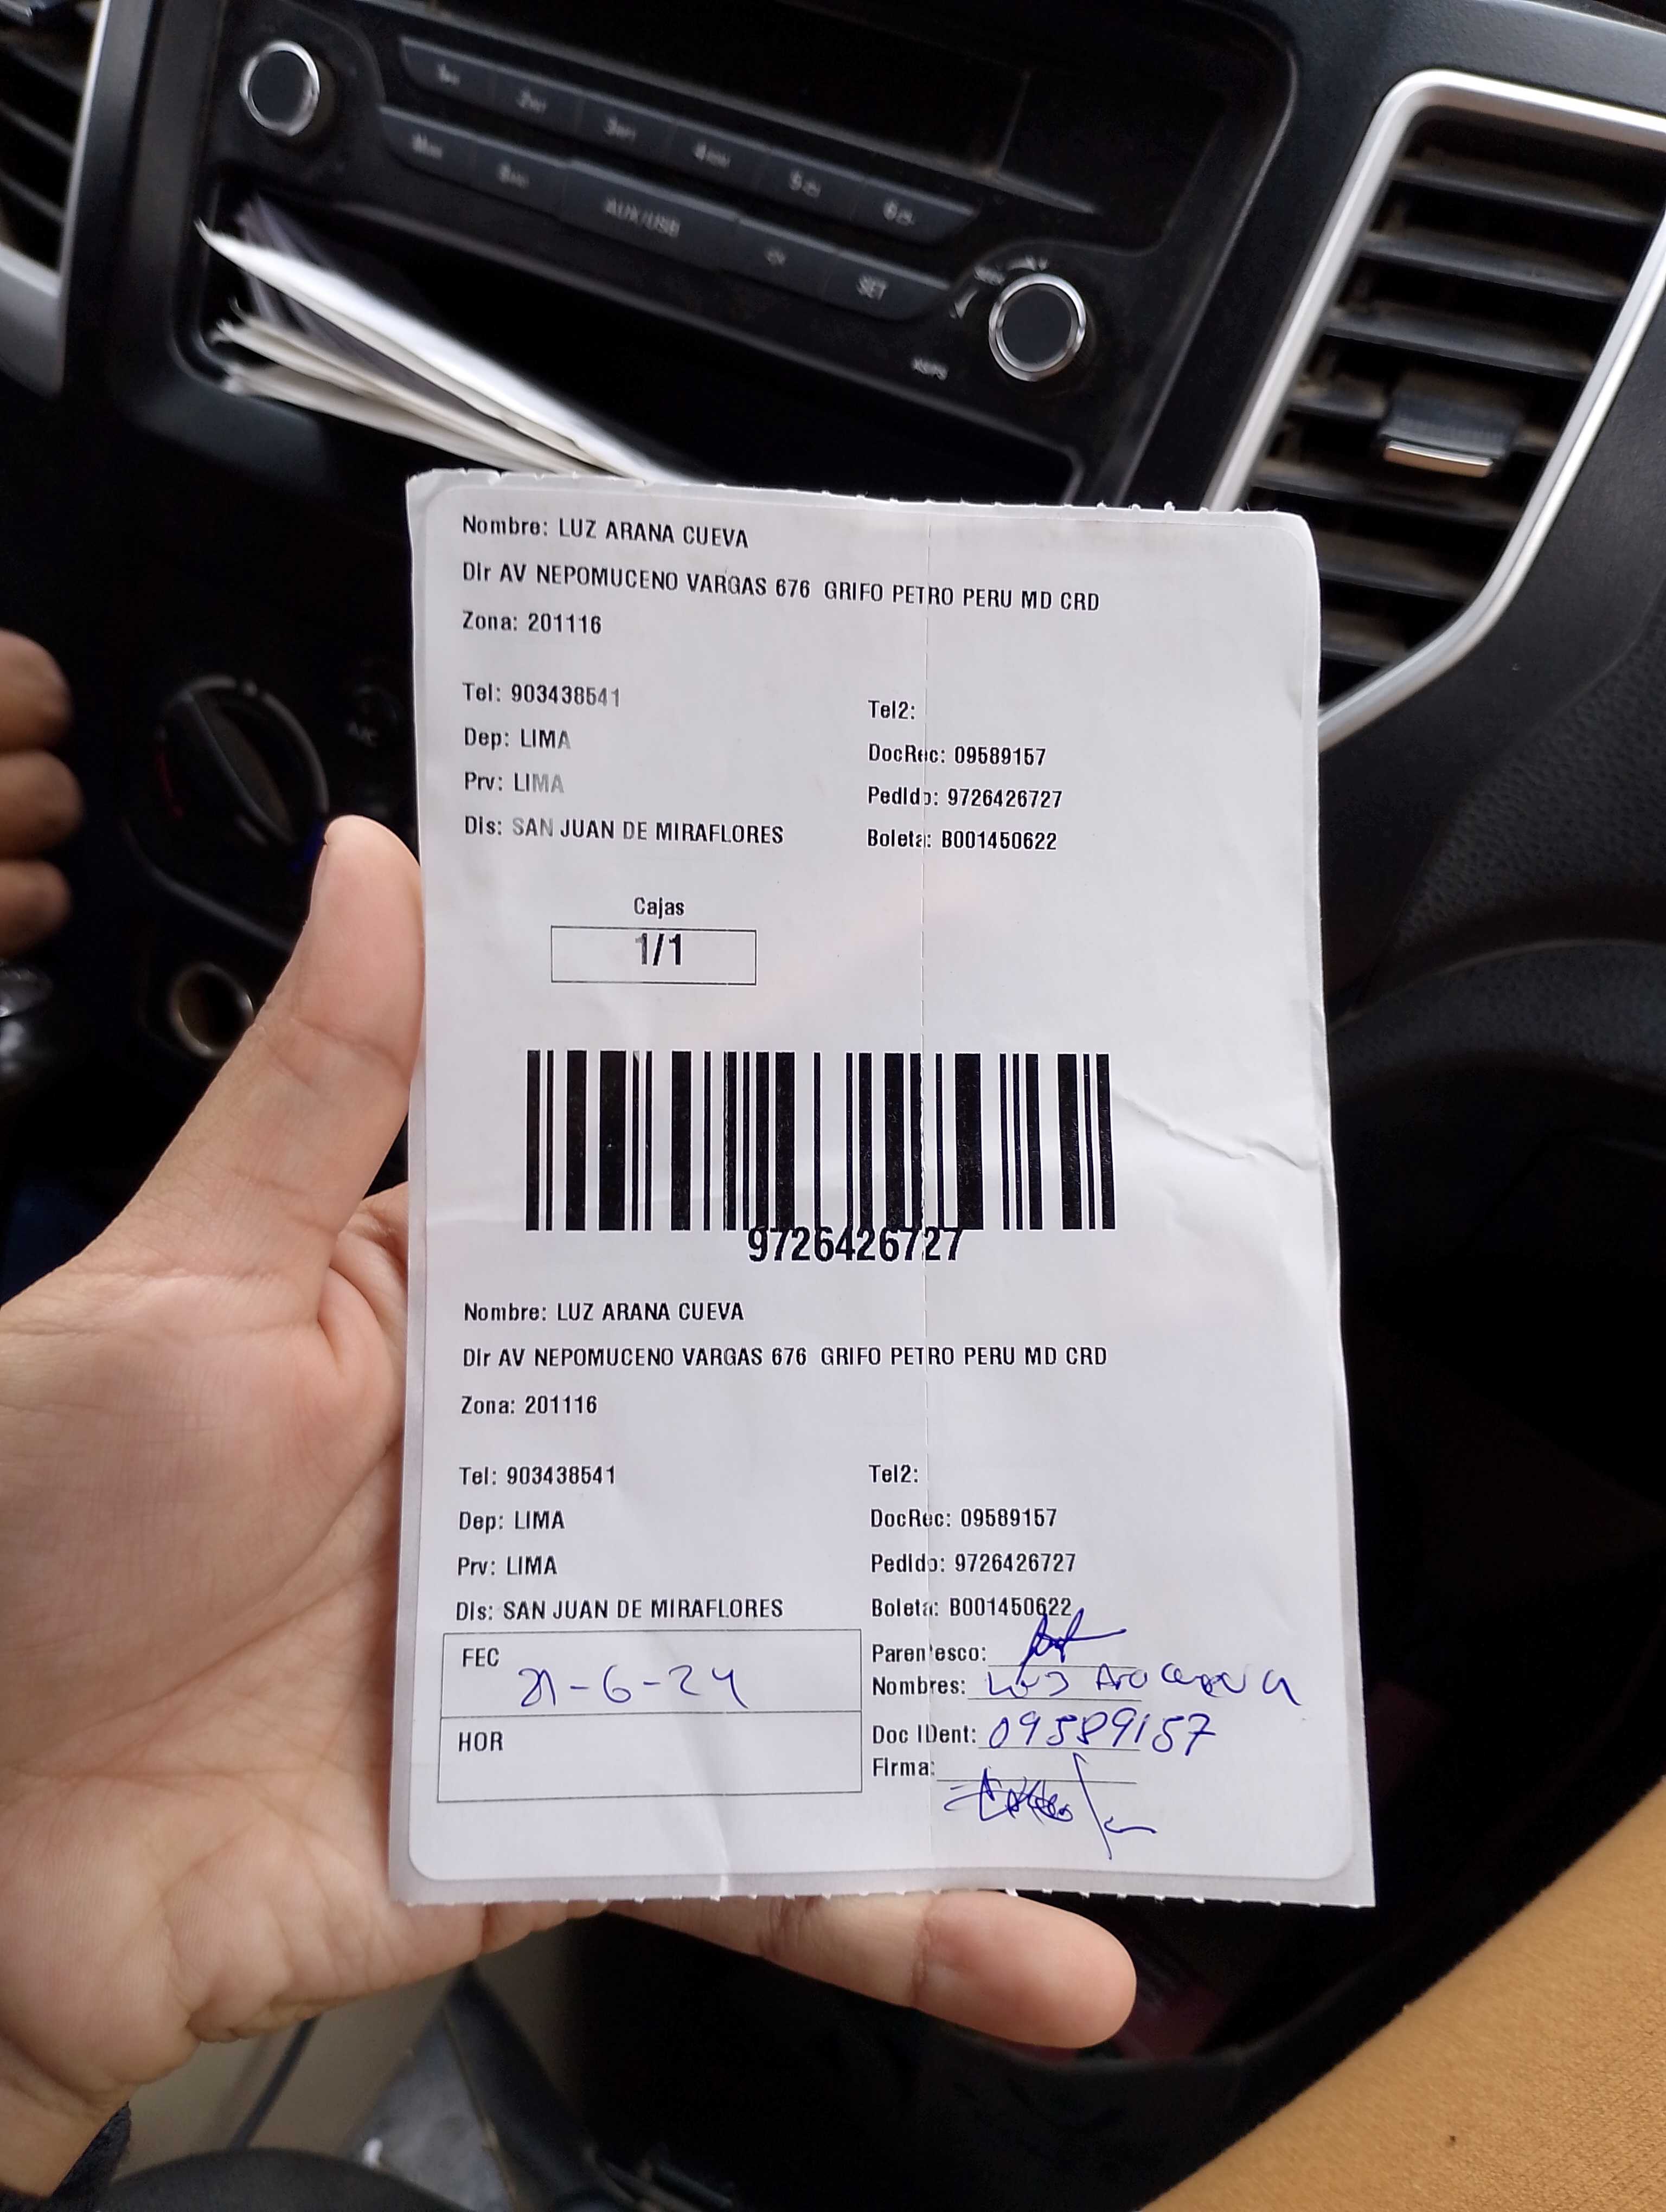 AUX/USB
SET
Nombre: LUZ ARANA CUEVA
Dir AV NEPOMUCENO VARGAS 676 GRIFO PETRO PERU MD CRD
Zona: 201116
Tel: 903438541
Tel2:
Dep: LIMA
DocRec: 09589157
Prv: LIMA
Pedido: 9726426727
Dis: SAN JUAN DE MIRAFLORES
Boleta: B001450622
Cajas
1/1
9726426727
Nombre: LUZ ARANA CUEVA
Dir AV NEPOMUCENO VARGAS 676 GRIFO PETRO PERU MD CRD
Zona: 201116
Tel: 903438541
Tel2:
Dep: LIMA
DocRec: 09589157
Prv: LIMA
Pedido: 9726426727
Dis: SAN JUAN DE MIRAFLORES
Boleta: B001450622
FEC 21-6-24
Parentesco:
Nombres:
HOR
Doc IDent: 09589157
Firma: